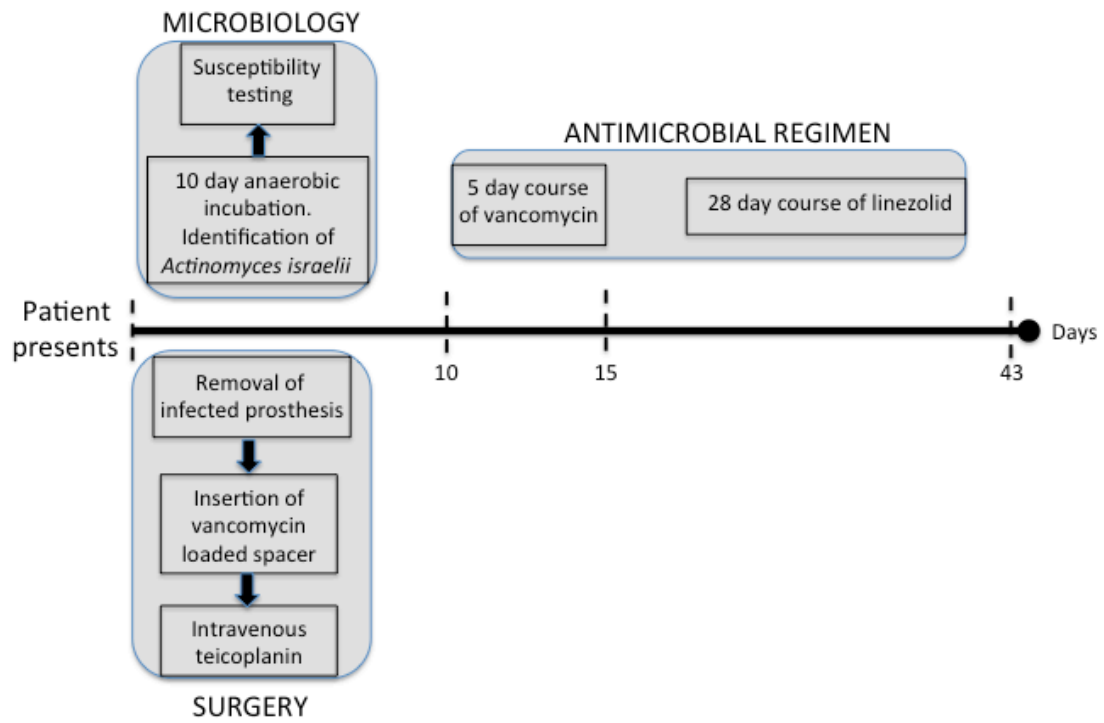 MICROBIOLOGY
Susceptibility
testing
10 day anaerobic
incubation.
Identification of
Actinomyces israelii
ANTIMICROBIAL REGIMEN
5 day course
of vancomycin
28 day course of linezolid
Patient
presents
Days
10
15
43
Removal of
infected prosthesis
Insertion of
vancomycin
loaded spacer
Intravenous
teicoplanin
SURGERY